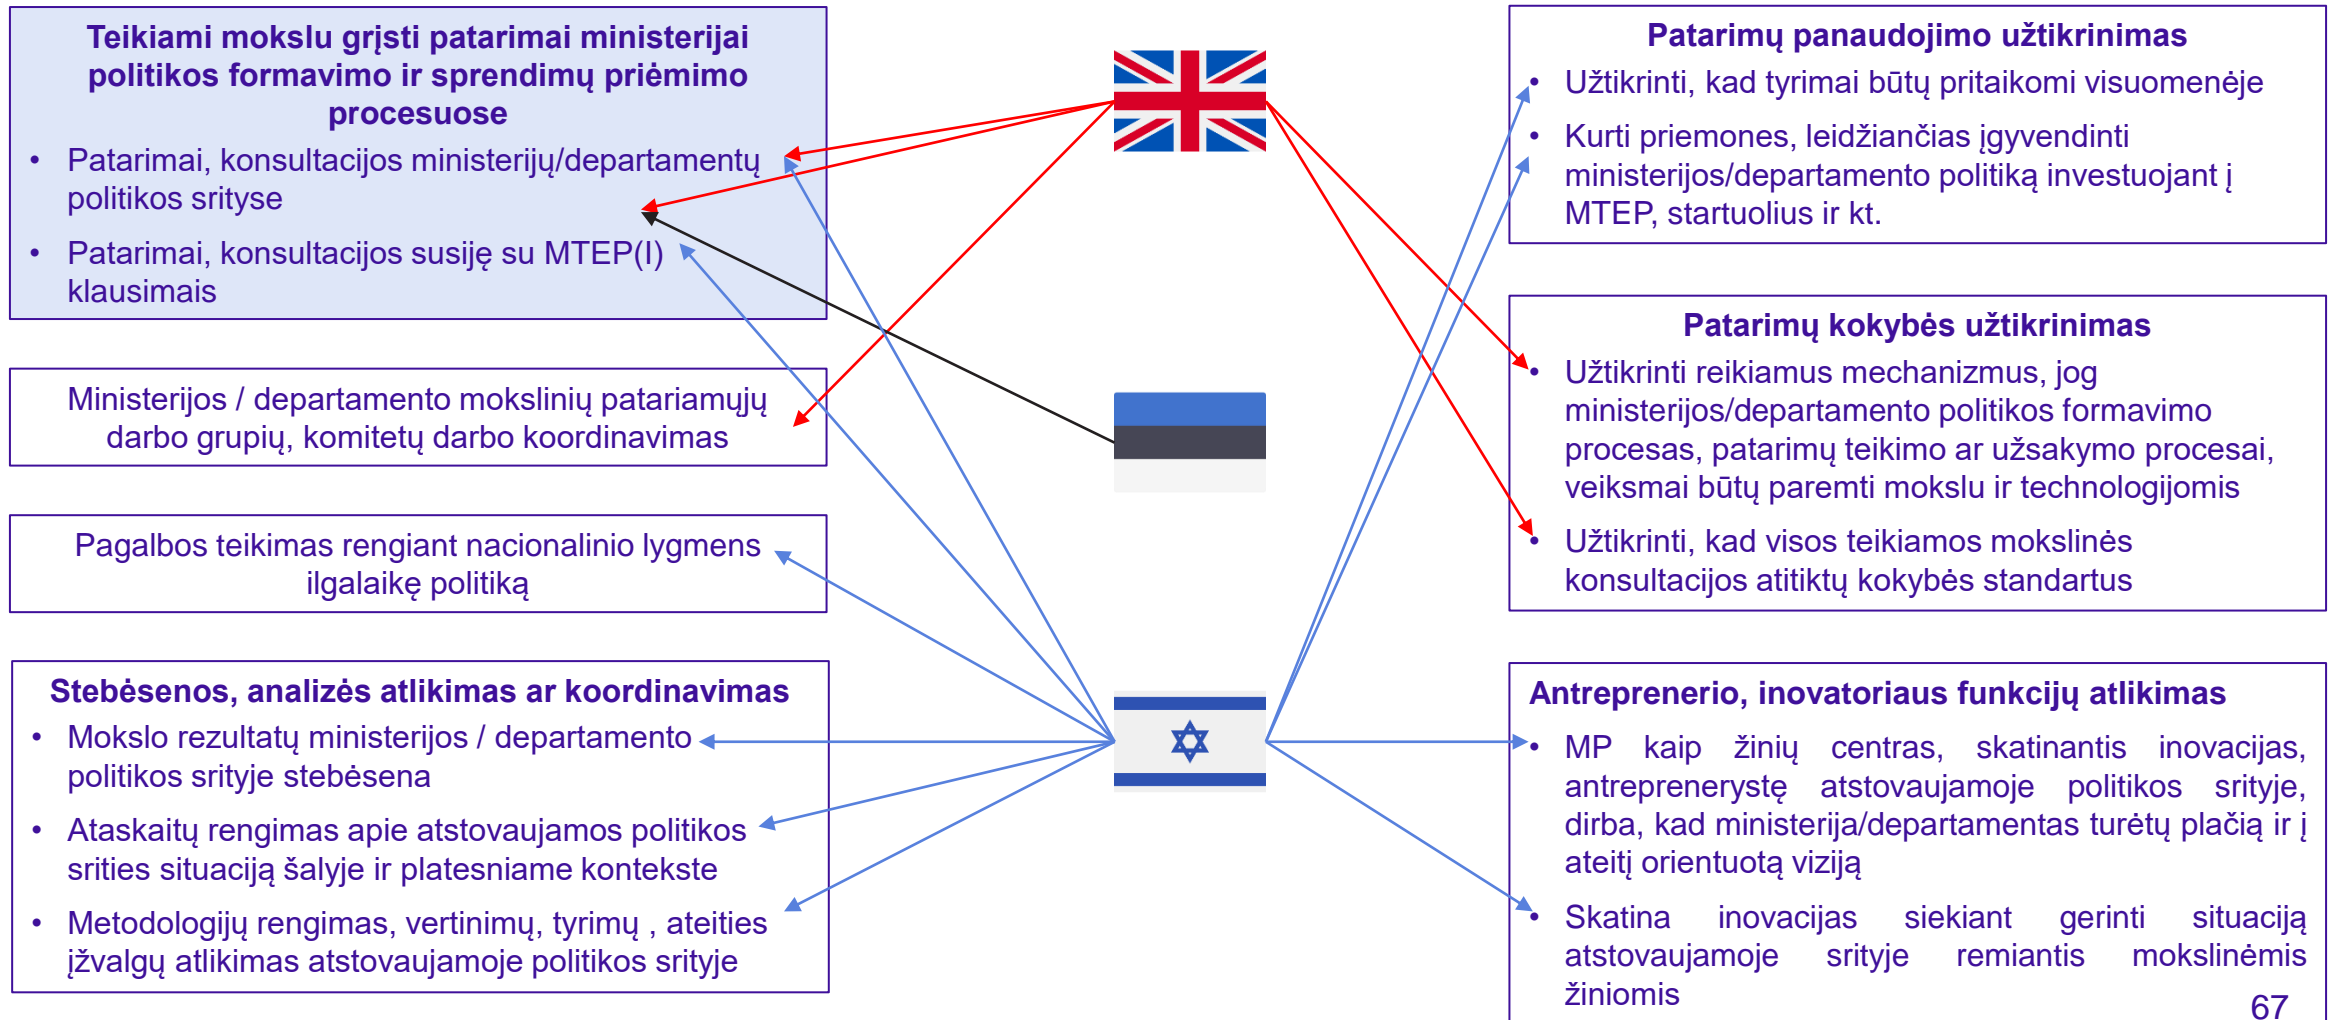 Teikiami mokslu grįsti patarimai ministerijai
politikos formavimo ir sprendimų priėmimo
procesuose
• Patarimai, konsultacijos ministerijų/departamentų
politikos srityse
• Patarimai, konsultacijos susiję su MTEP(I)
klausimais
Ministerijos / departamento mokslinių patariamųjų
darbo grupių, komitetų darbo koordinavimas
Pagalbos teikimas rengiant nacionalinio lygmens
ilgalaikę politiką
Stebėsenos, analizės atlikimas ar koordinavimas
• Mokslo rezultatų ministerijos / departamento
politikos srityje stebėsena
• Ataskaitų rengimas apie atstovaujamos politikos
srities situaciją šalyje ir platesniame kontekste
• Metodologijų rengimas, vertinimų, tyrimų , ateities
įžvalgų atlikimas atstovaujamoje politikos srityje
Patarimų panaudojimo užtikrinimas
• Užtikrinti, kad tyrimai būtų pritaikomi visuomenėje
• Kurti priemones, leidžiančias įgyvendinti
ministerijos/departamento politiką investuojant į
MTEP, startuolius ir kt.
Patarimų kokybės užtikrinimas
• Užtikrinti reikiamus mechanizmus, jog
ministerijos/departamento politikos formavimo
procesas, patarimų teikimo ar užsakymo procesai,
veiksmai būtų paremti mokslu ir technologijomis
• Užtikrinti, kad visos teikiamos mokslinės
konsultacijos atitiktų kokybės standartus
Antreprenerio, inovatoriaus funkcijų atlikimas
• MP kaip žinių centras, skatinantis inovacijas,
antreprenerystę atstovaujamoje politikos srityje,
dirba, kad ministerija/departamentas turėtų plačią ir į
ateitį orientuotą viziją
• Skatina inovacijas siekiant gerinti situaciją
atstovaujamoje srityje remiantis mokslinėmis
žiniomis
67